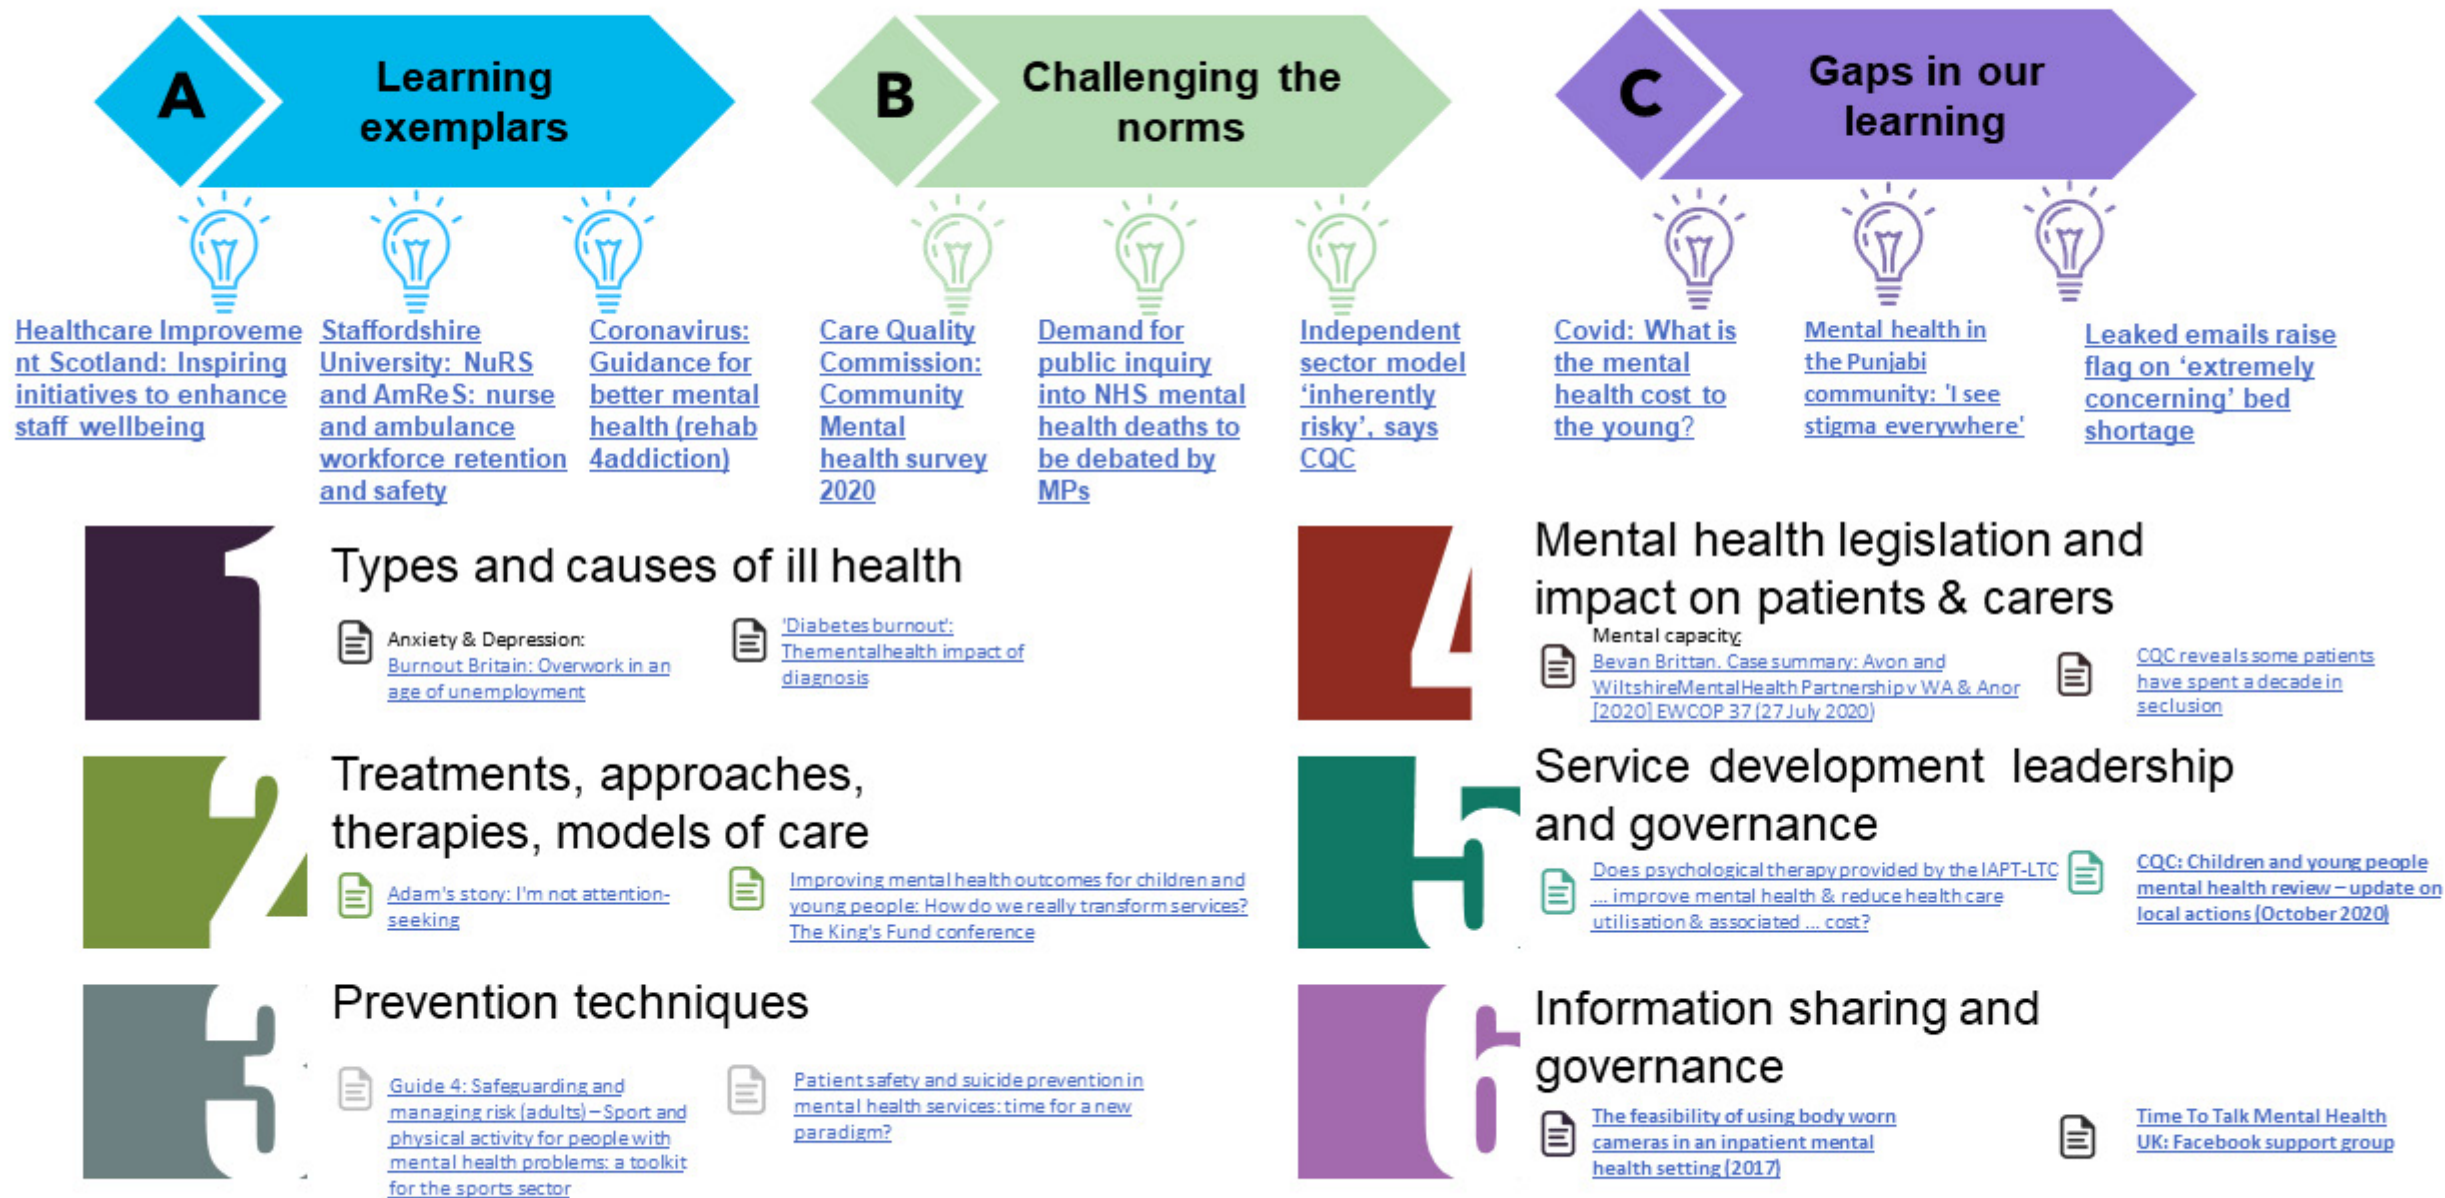 A
Learning
exemplars
B
Challenging the
norms
C
Gaps in our
learning
Healthcare Improveme
nt Scotland: Inspiring
initiatives to enhance
staff wellbeing
Staffordshire
University: NuRS
and AmReS: nurse
and ambulance
workforce retention
and safety
Coronavirus:
Guidance for
better mental
health (rehab
4addiction)
Care Quality
Commission:
Community
Mental
health survey
2020
Demand for
public inquiry
into NHS mental
health deaths to
be debated by
MPs
Independent
sector model
‘inherently
risky’, says
CQC
Covid: What is
the mental
health cost to
the young?
Mental health in
the Punjabi
community: 'I see
stigma everywhere'
Leaked emails raise
flag on ‘extremely
concerning’ bed
shortage
1
Types and causes of ill health
Anxiety & Depression:
Burnout Britain: Overwork in an
age of unemployment
'Diabetes burnout':
Thementalhealth impact of
diagnosis
2
Treatments, approaches,
therapies, models of care
Adam's story: I'm not attention-
seeking
Improving mental health outcomes for children and
young people: How do we really transform services?
The King's Fund conference
3
Prevention techniques
Guide 4: Safeguarding and
managing risk (adults) – Sport and
physical activity for people with
mental health problems: a toolkit
for the sports sector
Patient safety and suicide prevention in
mental health services: time for a new
paradigm?
4
Mental health legislation and
impact on patients & carers
Mental capacity:
Bevan Brittan. Case summary: Avon and
WiltshireMentalHealth Partnership v WA & Anor
[2020] EWCOP 37 (27 July 2020)
CQC reveals some patients
have spent a decade in
seclusion
5
Service development leadership
and governance
Does psychological therapy provided by the IAPT-LTC
... improve mental health & reduce health care
utilisation & associated ... cost?
CQC: Children and young people
mental health review – update on
local actions (October 2020)
6
Information sharing and
governance
The feasibility of using body worn
cameras in an inpatient mental
health setting (2017)
Time To Talk Mental Health
UK: Facebook support group